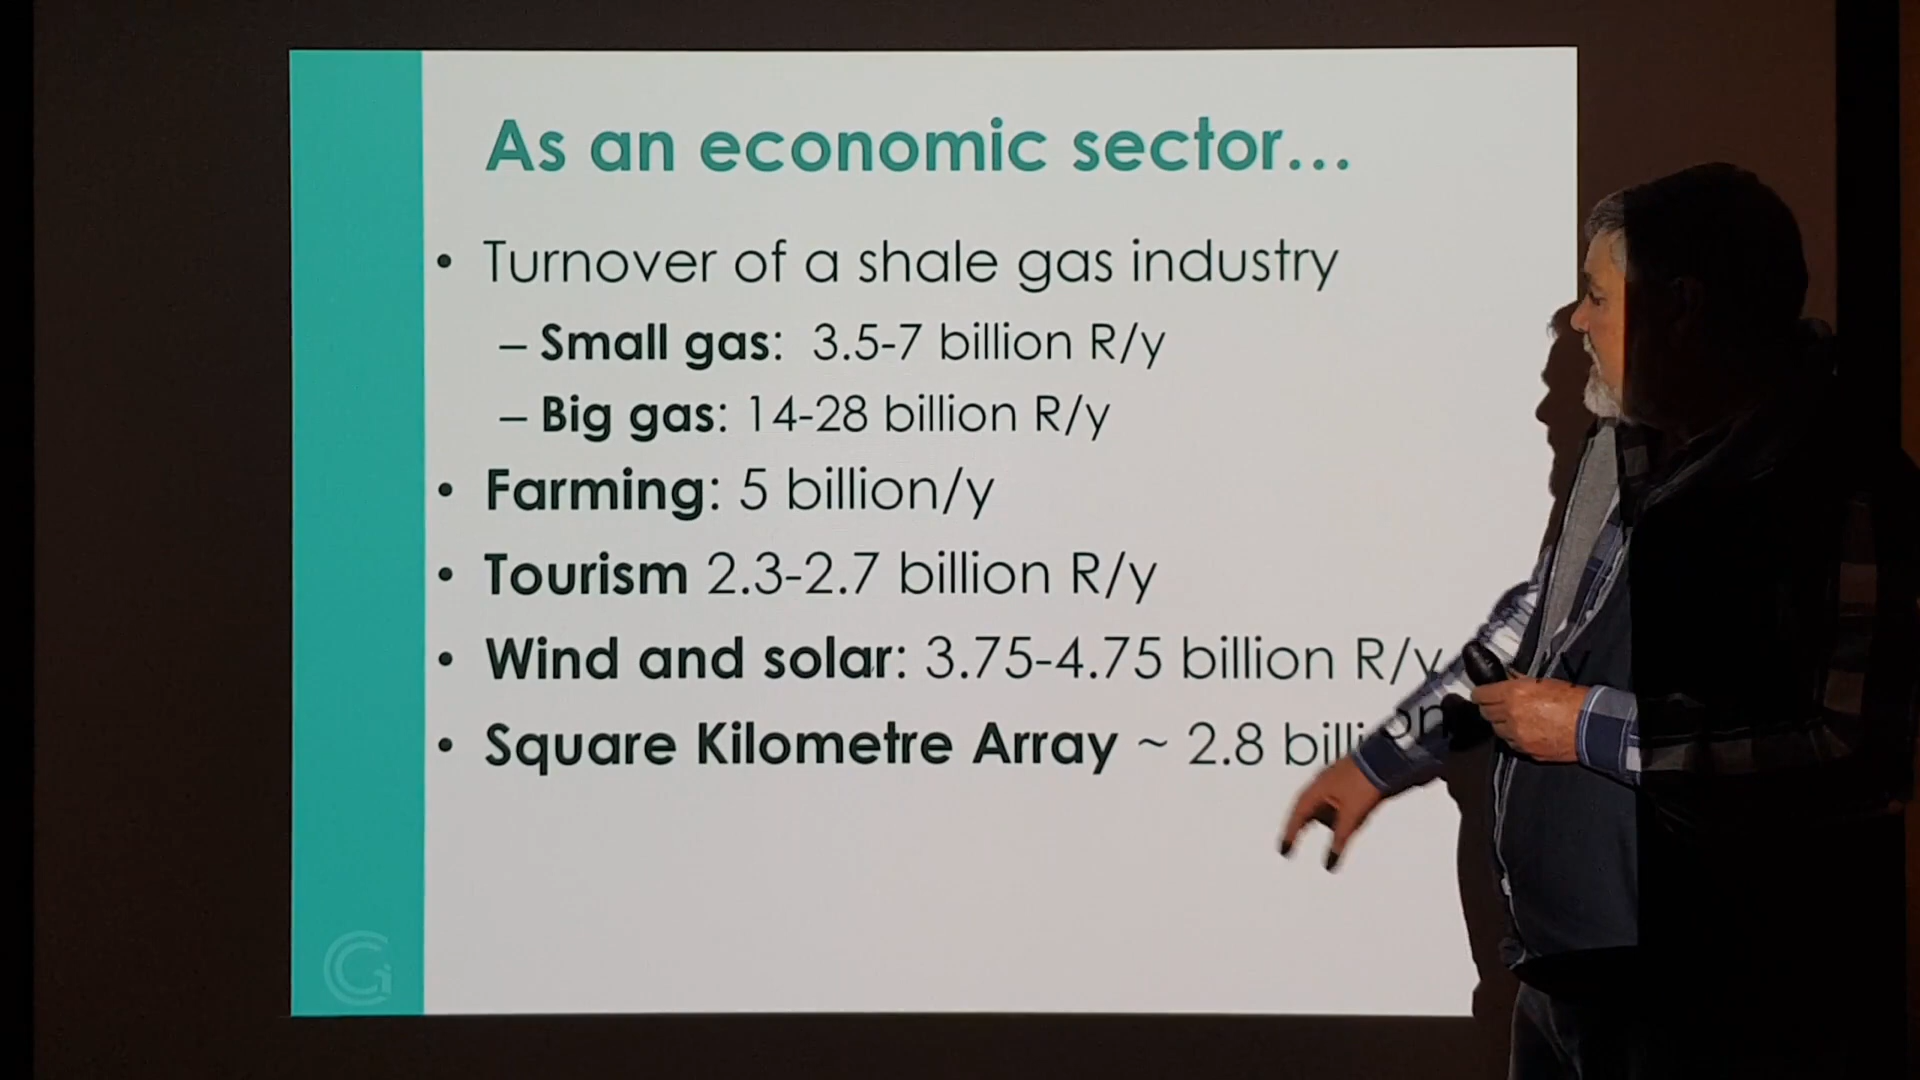 As an economic sector...
• Turnover of a shale gas industry
– Small gas: 3.5-7 billion R/y
– Big gas: 14-28 billion R/y
• Farming: 5 billion/y
• Tourism 2.3-2.7 billion R/y
• Wind and solar: 3.75-4.75 billion R/y
• Square Kilometre Array ~ 2.8 billion